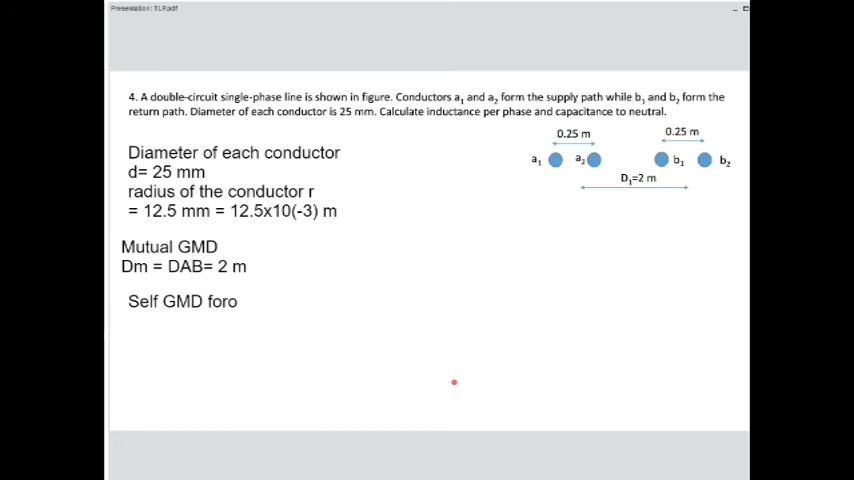 Presentation: TLP.pdf
4. A double-circuit single-phase line is shown in figure. Conductors a1 and a2 form the supply path while b1 and b2 form the
return path. Diameter of each conductor is 25 mm. Calculate inductance per phase and capacitance to neutral.
0.25 m
0.25 m
a1
a2
b1
b2
D1=2 m
Diameter of each conductor
d= 25 mm
radius of the conductor r
= 12.5 mm = 12.5x10(-3) m
Mutual GMD
Dm = DAB= 2 m
Self GMD foro